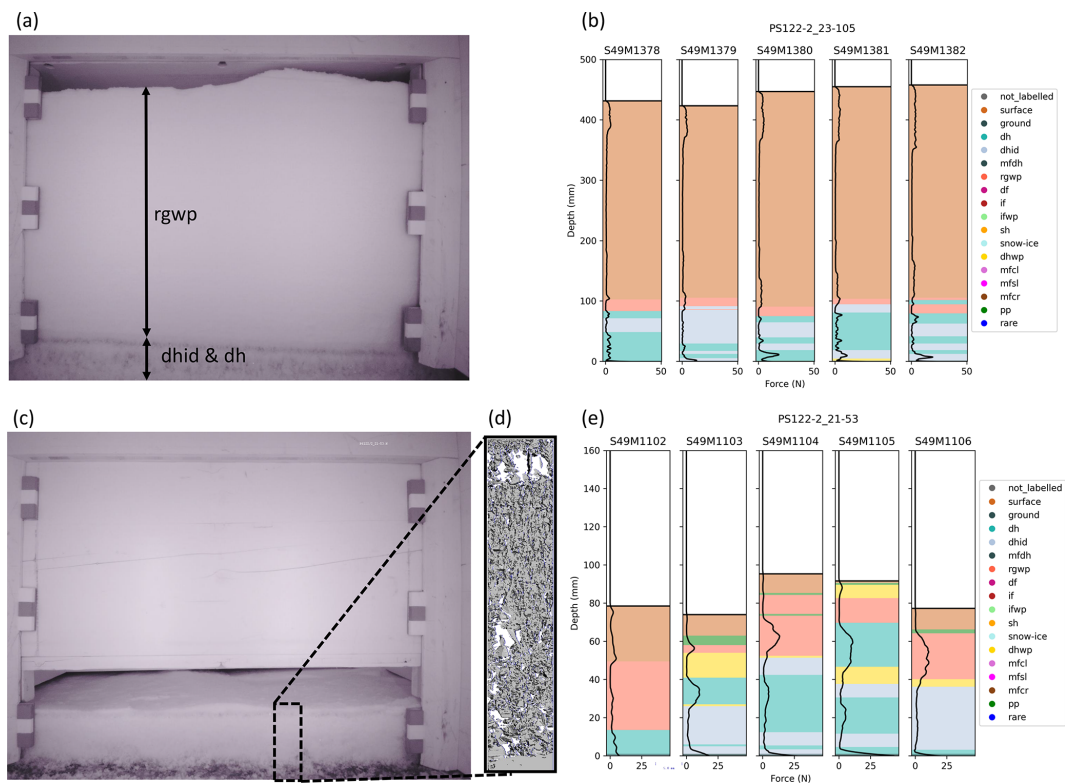 (a)
rgwp
dhid & dh
(b)
PS122-2_23-105
S49M1378 S49M1379 S49M1380 S49M1381 S49M1382
500
400
300
200
100
0
Depth (mm)
0 50 0 50 0 50 0 50 0 50
Force (N)
not_labelled
surface
ground
dh
dhid
mfdh
rgwp
df
if
ifwp
sh
snow-ice
dhwp
mfcl
mfsl
mfcr
pp
rare
(c)
(d)
(e)
PS122-2_21-53
S49M1102 S49M1103 S49M1104 S49M1105 S49M1106
160
140
120
100
80
60
40
20
0
Depth (mm)
0 25 0 25 0 25 0 25 0 25
Force (N)
not_labelled
surface
ground
dh
dhid
mfdh
rgwp
df
if
ifwp
sh
snow-ice
dhwp
mfcl
mfsl
mfcr
pp
rare